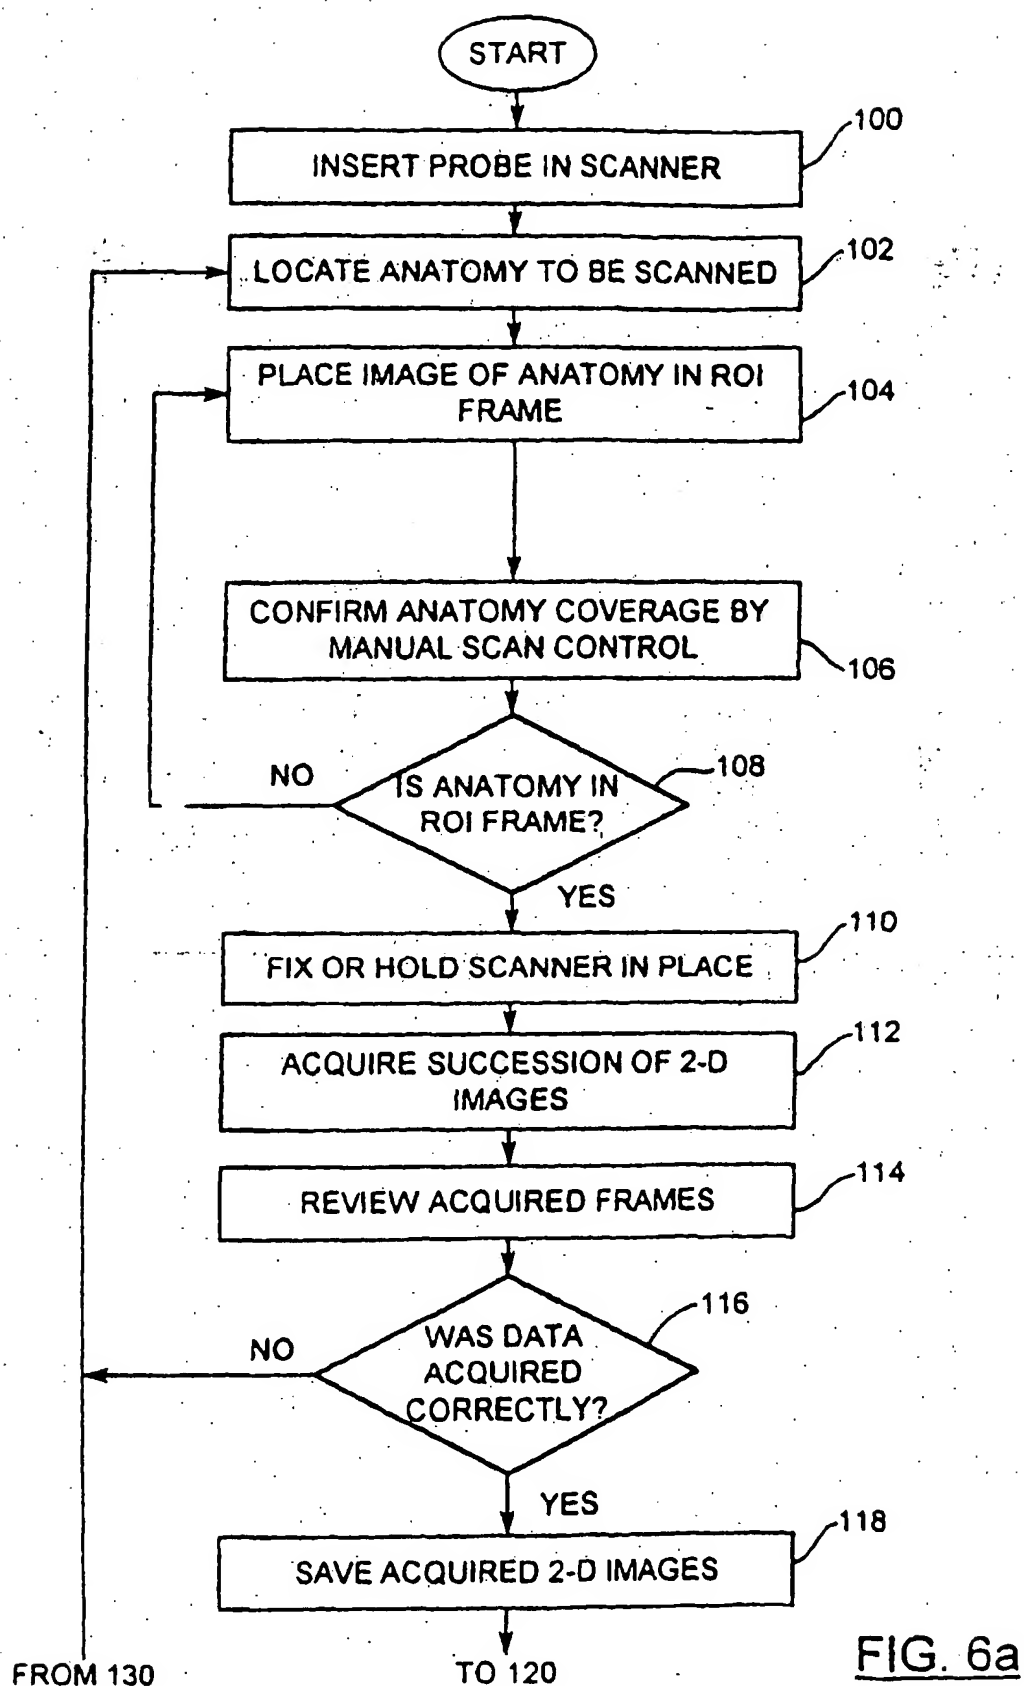 START
100
INSERT PROBE IN SCANNER
102
LOCATE ANATOMY TO BE SCANNED
PLACE IMAGE OF ANATOMY IN ROI
FRAME
104
CONFIRM ANATOMY COVERAGE BY
MANUAL SCAN CONTROL
106
NO
IS ANATOMY IN
ROI FRAME?
108
YES
110
FIX OR HOLD SCANNER IN PLACE
112
ACQUIRE SUCCESSION OF 2-D
IMAGES
114
REVIEW ACQUIRED FRAMES
116
NO
WAS DATA
ACQUIRED
CORRECTLY?
YES
118
SAVE ACQUIRED 2-D IMAGES
FROM 130
TO 120
FIG. 6a